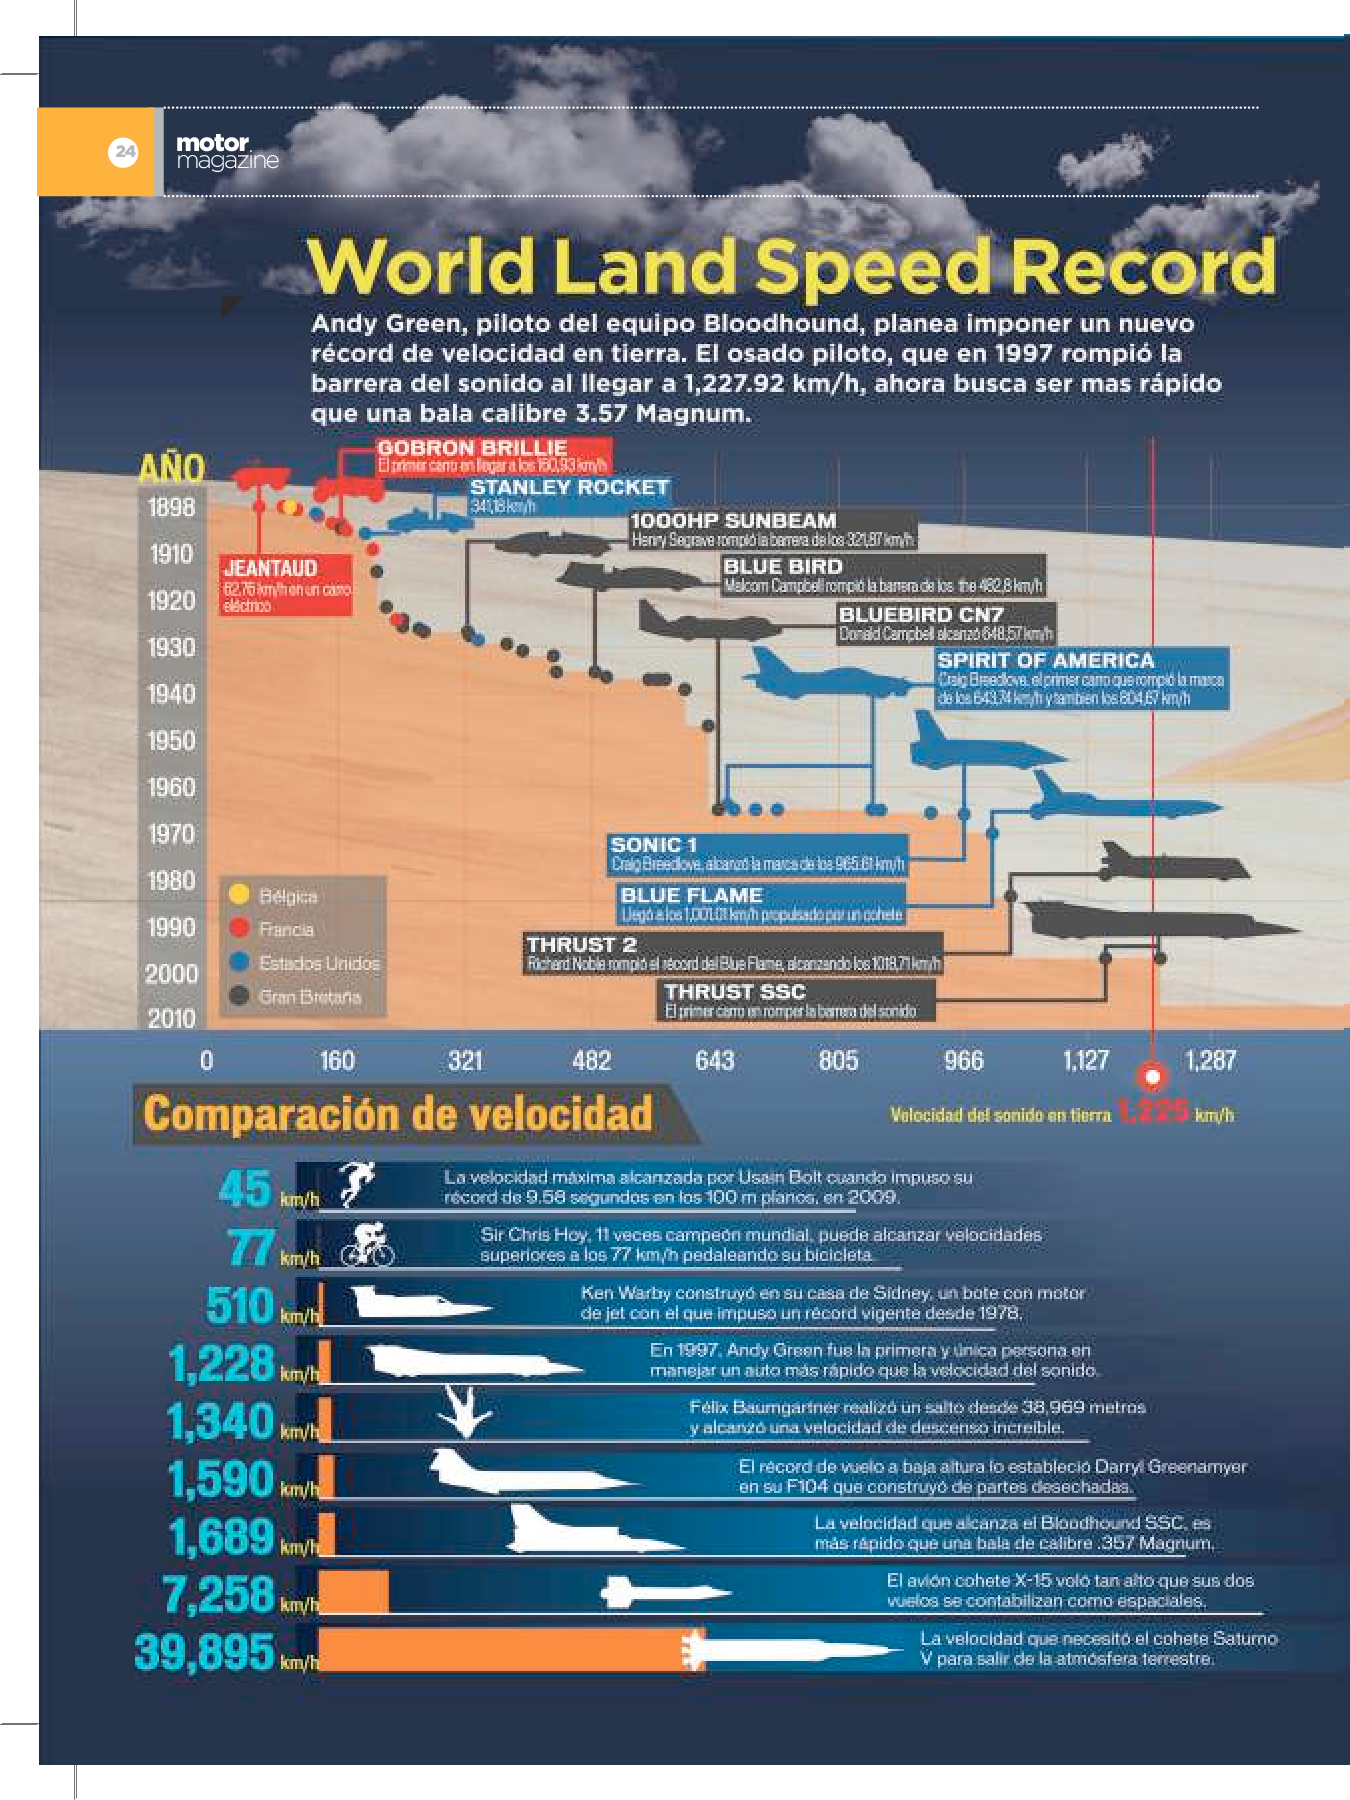 24
motor
magazine
World Land Speed Record
Andy Green, piloto del equipo Bloodhound, planea imponer un nuevo
récord de velocidad en tierra. El osado piloto, que en 1997 rompió la
barrera del sonido al llegar a 1,227.92 km/h, ahora busca ser mas rápido
que una bala calibre 3.57 Magnum.
AÑO
1898
1910
1920
1930
1940
1950
1960
1970
1980
1990
2000
2010
GOBRON BRILLIE
El primer carro en llegar a los 160,93 km/h
STANLEY ROCKET
341,18 km/h
1000HP SUNBEAM
Henry Segrave rompió la barrera de los 321,87 km/h
JEANTAUD
62.76 km/h en un carro
eléctrico
BLUE BIRD
Malcom Campbell rompió la barrera de los the 482,8 km/h
BLUEBIRD CN7
Donald Campbell alcanzó 648,57 km/h
SPIRIT OF AMERICA
Craig Breedlove, el primer carro que rompió la marca
de los 643,74 km/h y tambien los 804,67 km/h
SONIC 1
Craig Breedlove, alcanzó la marca de los 965.61 km/h
BLUE FLAME
Llegó a los 1,001.01 km/h propulsado por un cohete
THRUST 2
Richard Noble rompió el récord del Blue Flame, alcanzando los 1018,71 km/h
THRUST SSC
El primer carro en romper la barrera del sonido
Bélgica
Francia
Estados Unidos
Gran Bretaña
0 160 321 482 643 805 966 1,127 1,287
Velocidad del sonido en tierra 1,225 km/h
Comparación de velocidad
45 km/h
La velocidad máxima alcanzada por Usain Bolt cuando impuso su
récord de 9.58 segundos en los 100 m planos, en 2009.
77 km/h
Sir Chris Hoy, 11 veces campeón mundial, puede alcanzar velocidades
superiores a los 77 km/h pedaleando su bicicleta.
510 km/h
Ken Warby construyó en su casa de Sídney, un bote con motor
de jet con el que impuso un récord vigente desde 1978.
1,228 km/h
En 1997, Andy Green fue la primera y única persona en
manejar un auto más rápido que la velocidad del sonido.
1,340 km/h
Félix Baumgartner realizó un salto desde 38,969 metros
y alcanzó una velocidad de descenso increíble.
1,590 km/h
El récord de vuelo a baja altura lo estableció Darryl Greenamyer
en su F104 que construyó de partes desechadas.
1,689 km/h
La velocidad que alcanza el Bloodhound SSC, es
más rápido que una bala de calibre .357 Magnum.
7,258 km/h
El avión cohete X-15 voló tan alto que sus dos
vuelos se contabilizan como espaciales.
39,895 km/h
La velocidad que necesitó el cohete Saturno
V para salir de la atmósfera terrestre.